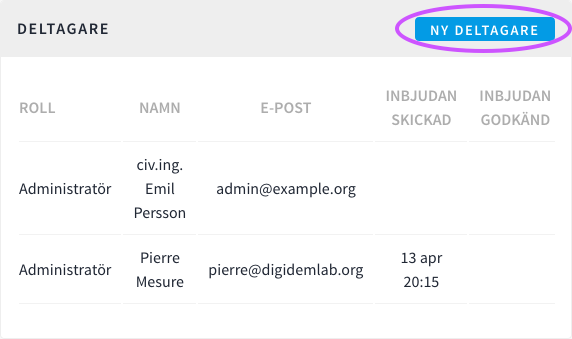 DELTAGARE
NY DELTAGARE
ROLL
NAMN
E-POST
INBJUDAN
SKICKAD
INBJUDAN
GODKÄND
Administratör
civ.ing.
Emil
Persson
admin@example.org
Administratör
Pierre
Mesure
pierre@digidemlab.org
13 apr
20:15